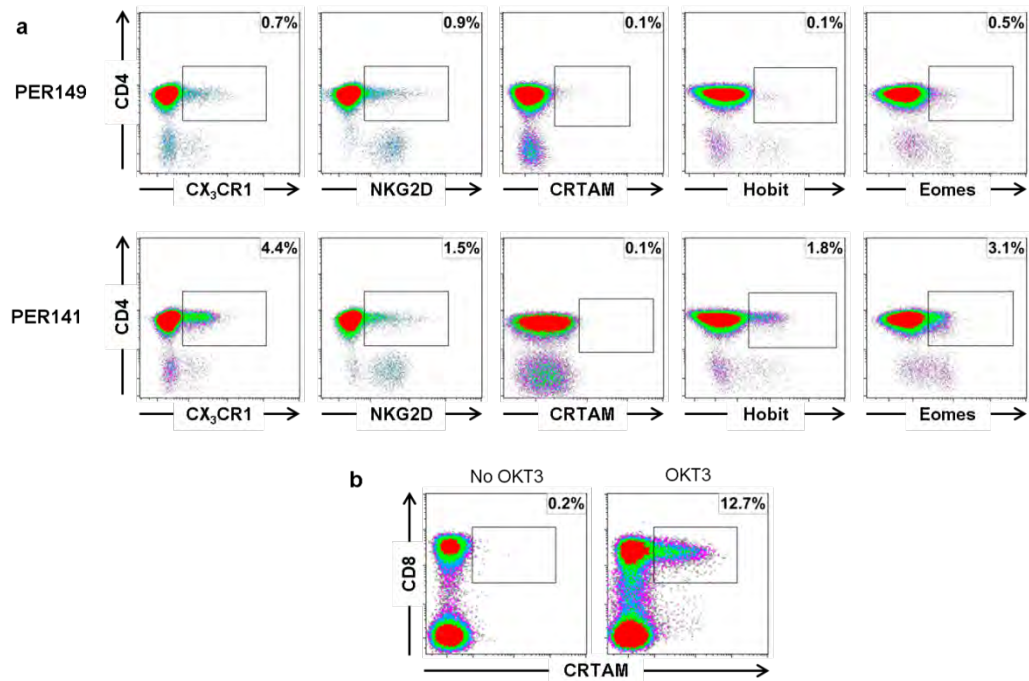 a
0.7%
0.9%
0.1%
0.1%
0.5%
PER149
CD4
CX₃CR1
NKG2D
CRTAM
Hobit
Eomes
4.4%
1.5%
0.1%
1.8%
3.1%
PER141
CD4
CX₃CR1
NKG2D
CRTAM
Hobit
Eomes
b
No OKT3
OKT3
0.2%
12.7%
CD8
CRTAM